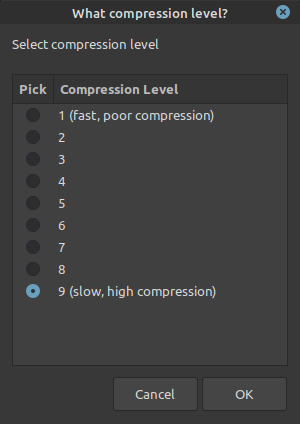 What compression level?
Select compression level
Pick Compression Level
1 (fast, poor compression)
2
3
4
5
6
7
8
9 (slow, high compression)
Cancel OK